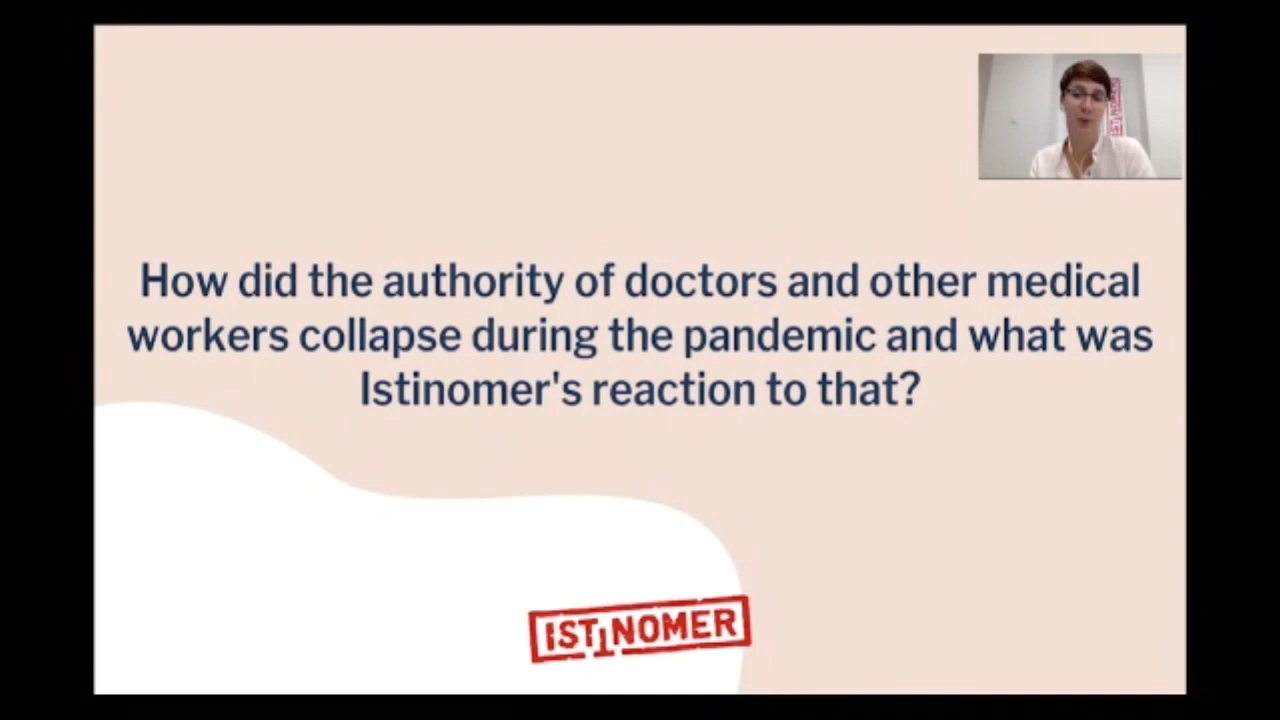 How did the authority of doctors and other medical
workers collapse during the pandemic and what was
Istinomer's reaction to that?
ISTINOMER
ISTINOMER